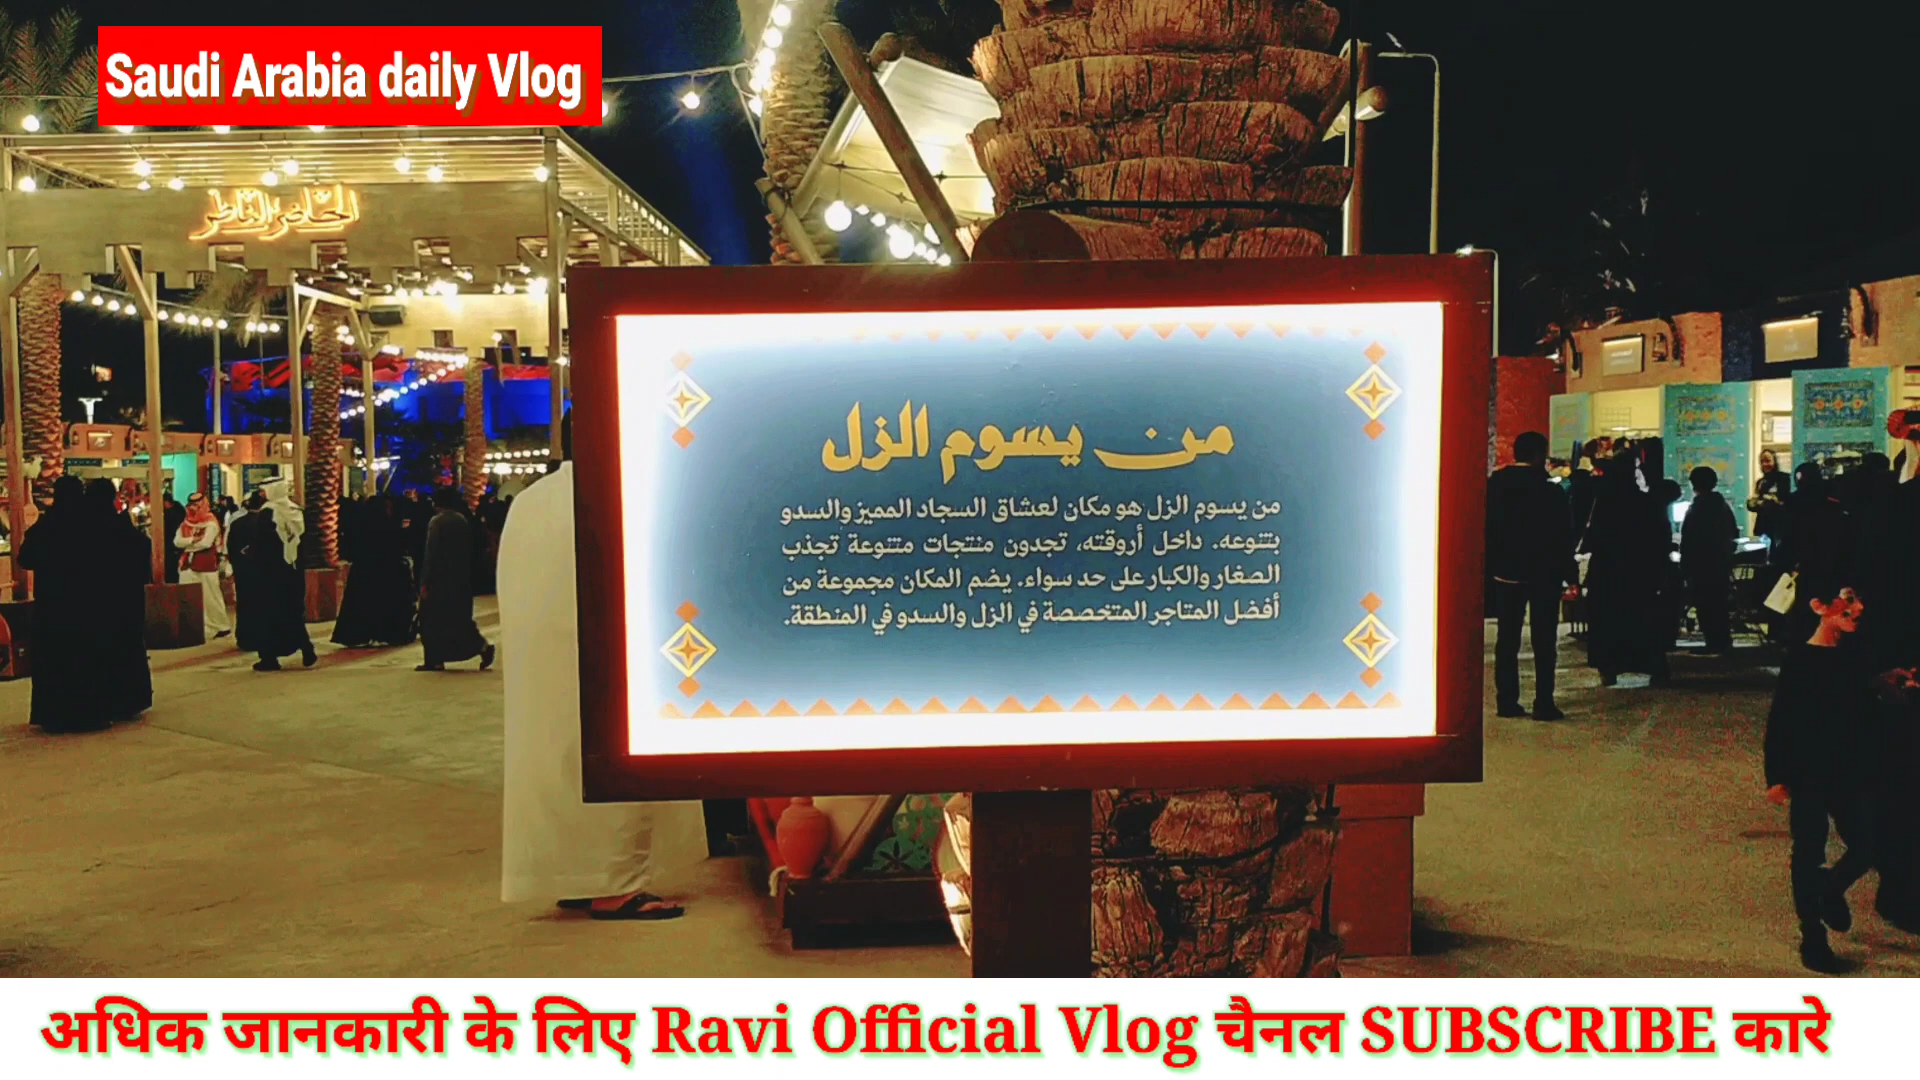 Saudi Arabia daily Vlog
من يسوم الزل
من يسوم الزل هو مكان لعشاق السجاد المميز والسدو
بتنوعه. داخل أروقته، تجدون منتجات متنوعة تجذب
الصغار والكبار على حد سواء. يضم المكان مجموعة من
أفضل المتاجر المتخصصة في الزل والسدو في المنطقة.
अधिक जानकारी के लिए Ravi Official Vlog चैनल SUBSCRIBE कारे